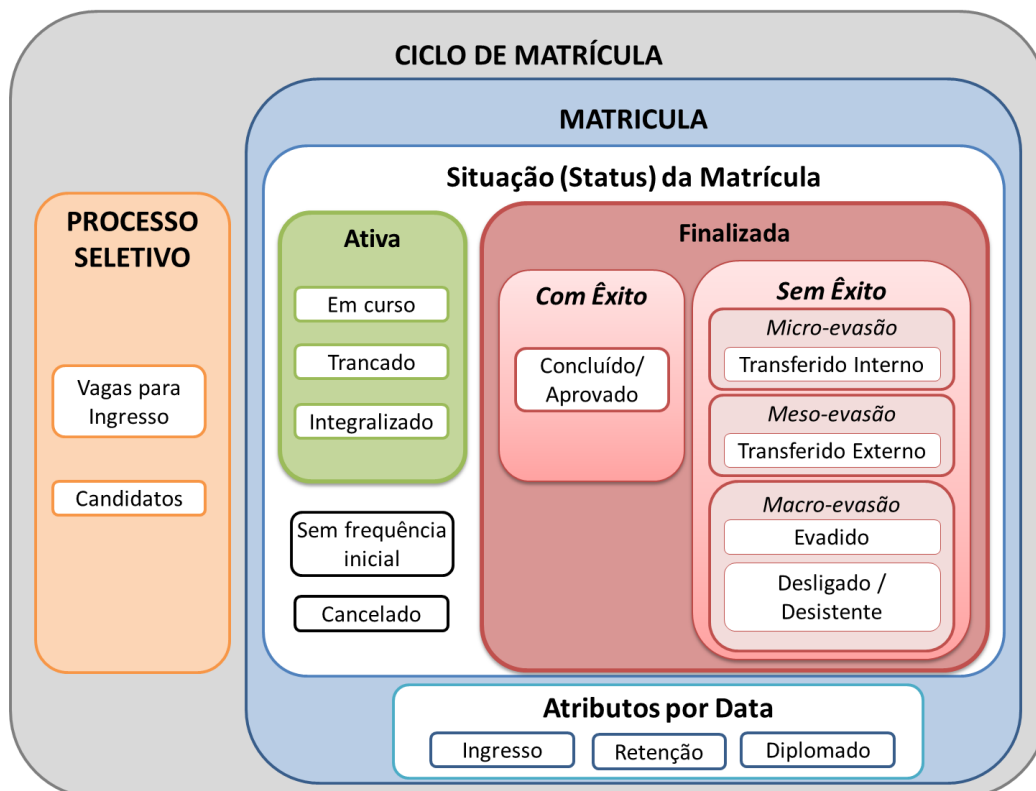 CICLO DE MATRÍCULA
PROCESSO
SELETIVO
Vagas para
Ingresso
Candidatos
MATRICULA
Situação (Status) da Matrícula
Ativa
Em curso
Trancado
Integralizado
Sem frequência
inicial
Cancelado
Finalizada
Com Êxito
Concluído/
Aprovado
Sem Êxito
Micro-evasão
Transferido Interno
Meso-evasão
Transferido Externo
Macro-evasão
Evadido
Desligado /
Desistente
Atributos por Data
Ingresso
Retenção
Diplomado